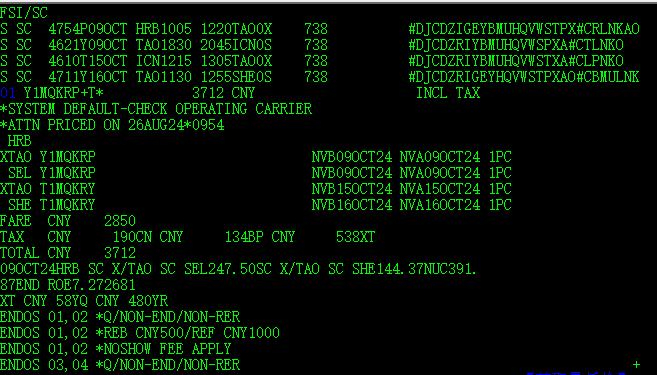 FSI/SC
S SC 4754P09OCT HRB1005 1220TAO0X 738 #DJCDZIGEYBMUHQVWSTPX#CRLNKAO
S SC 4621Y09OCT TAO1830 2045ICN0S 738 #DJCDZRIYBMUHQVWSPXA#CTLNKO
S SC 4610T15OCT ICN1215 1305TAO0X 738 #DJCDZRIYBMUHQVWSTXA#CLPNKO
S SC 4711Y16OCT TAO1130 1255SHE0S 738 #DJCDZRIGEYHQVWSTPXAO#CBMULNK
01 Y1MQKRP+T* 3712 CNY INCL TAX
*SYSTEM DEFAULT-CHECK OPERATING CARRIER
*ATTN PRICED ON 26AUG24*0954
HRB
XTAO Y1MQKRP NVB09OCT24 NVA09OCT24 1PC
SEL Y1MQKRP NVB09OCT24 NVA09OCT24 1PC
XTAO T1MQKRY NVB15OCT24 NVA15OCT24 1PC
SHE T1MQKRY NVB16OCT24 NVA16OCT24 1PC
FARE CNY 2850
TAX CNY 190CN CNY 134BP CNY 538XT
TOTAL CNY 3712
09OCT24HRB SC X/TAO SC SEL247.50SC X/TAO SC SHE144.37NUC391.
87END ROE7.272681
XT CNY 58YQ CNY 480YR
ENDOS 01,02 *Q/NON-END/NON-RER
ENDOS 01,02 *REB CNY500/REF CNY1000
ENDOS 01,02 *NOSHOW FEE APPLY
ENDOS 03,04 *Q/NON-END/NON-RER +